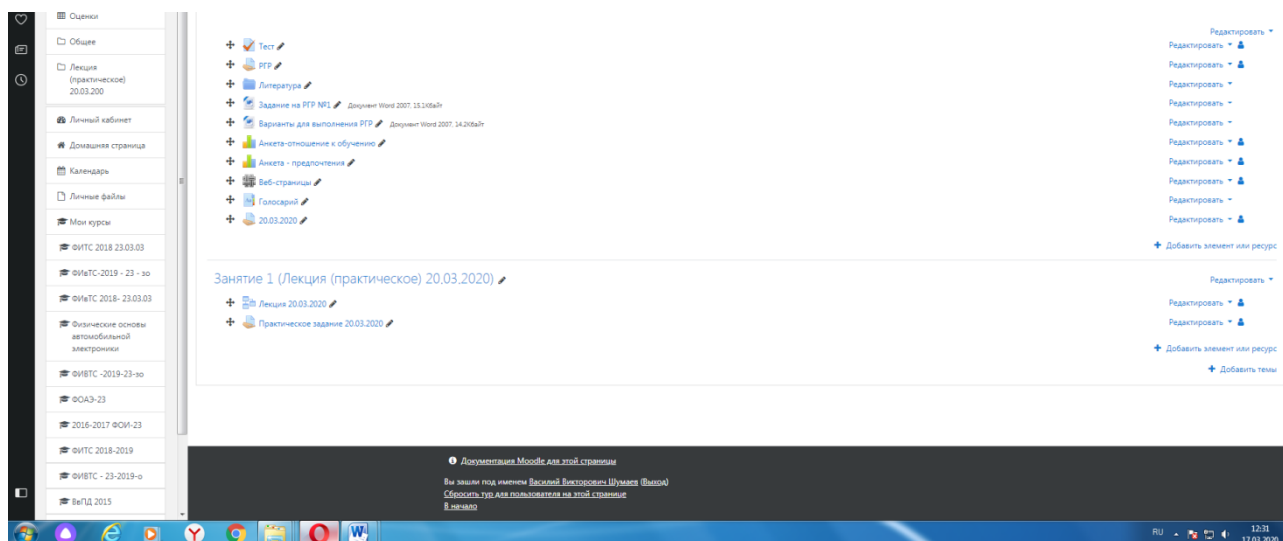 Оценки
Общее
Лекция
(практическое)
20.03.200
Личный кабинет
Домашняя страница
Календарь
Личные файлы
Мои курсы
ФИТС 2018 23.03.03
ФИвТС-2019 - 23 - зо
ФИвТС 2018- 23.03.03
Физические основы
автомобильной
электроники
ФИВТС -2019-23-зо
ФОАЭ-23
2016-2017 ФОИ-23
ФИТС 2018-2019
ФИВТС - 23-2019-о
ВвПД 2015
Редактировать
Тест Редактировать
РГР Редактировать
Литература Редактировать
Задание на РГР №1 Документ Word 2007, 15.1Кбайт Редактировать
Варианты для выполнения РГР Документ Word 2007, 14.2Кбайт Редактировать
Анкета-отношение к обучению Редактировать
Анкета - предпочтения Редактировать
Веб-страницы Редактировать
Голосарий Редактировать
20.03.2020 Редактировать
Добавить элемент или ресурс
Занятие 1 (Лекция (практическое) 20.03.2020) Редактировать
Лекция 20.03.2020 Редактировать
Практическое задание 20.03.2020 Редактировать
Добавить элемент или ресурс
Добавить темы
Документация Moodle для этой страницы
Вы зашли под именем Василий Викторович Шумаев (Выход)
Сбросить тур для пользователя на этой странице
В начало
RU 12:31
17.03.2020